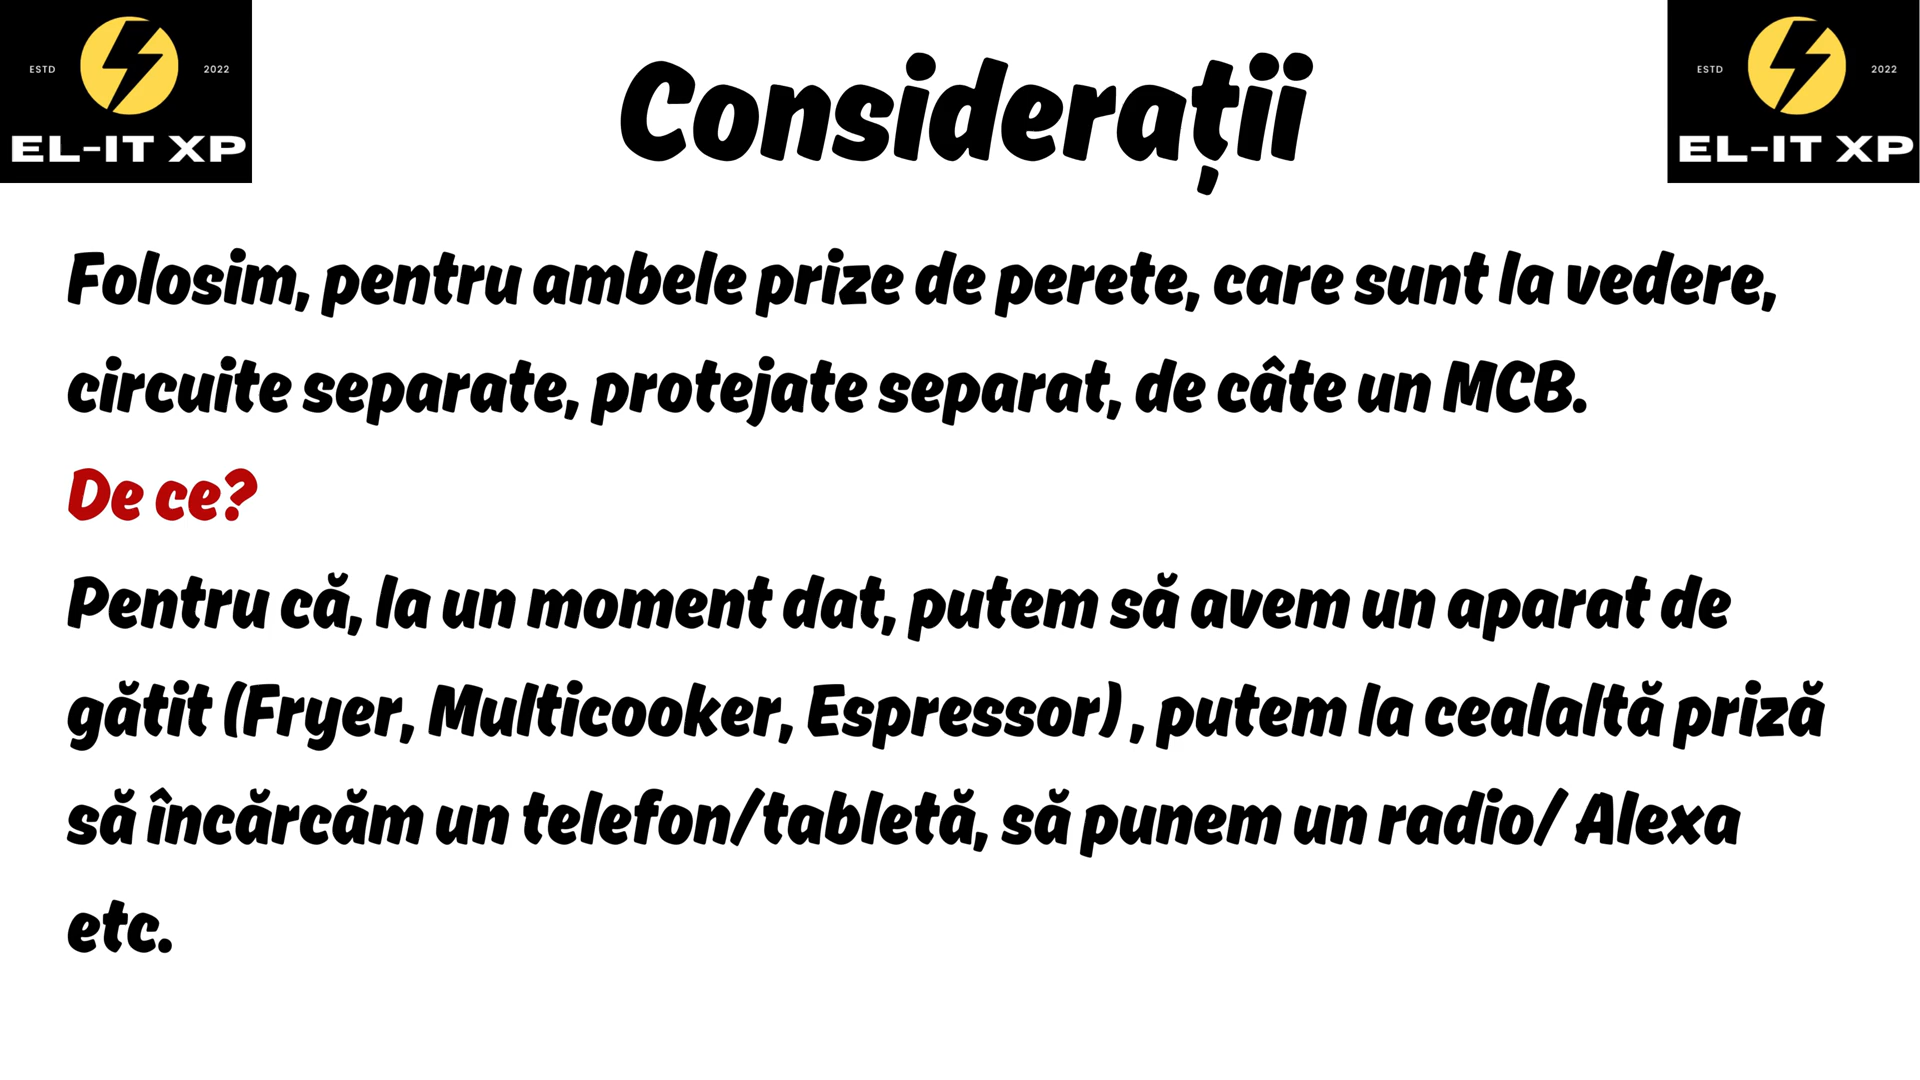 ESTD 2022
EL-IT XP
Considerații
ESTD 2022
EL-IT XP
Folosim, pentru ambele prize de perete, care sunt la vedere,
circuite separate, protejate separat, de câte un MCB.
De ce?
Pentru că, la un moment dat, putem să avem un aparat de
gătit (Fryer, Multicooker, Espressor) , putem la cealaltă priză
să încărcăm un telefon/tabletă, să punem un radio/ Alexa
etc.